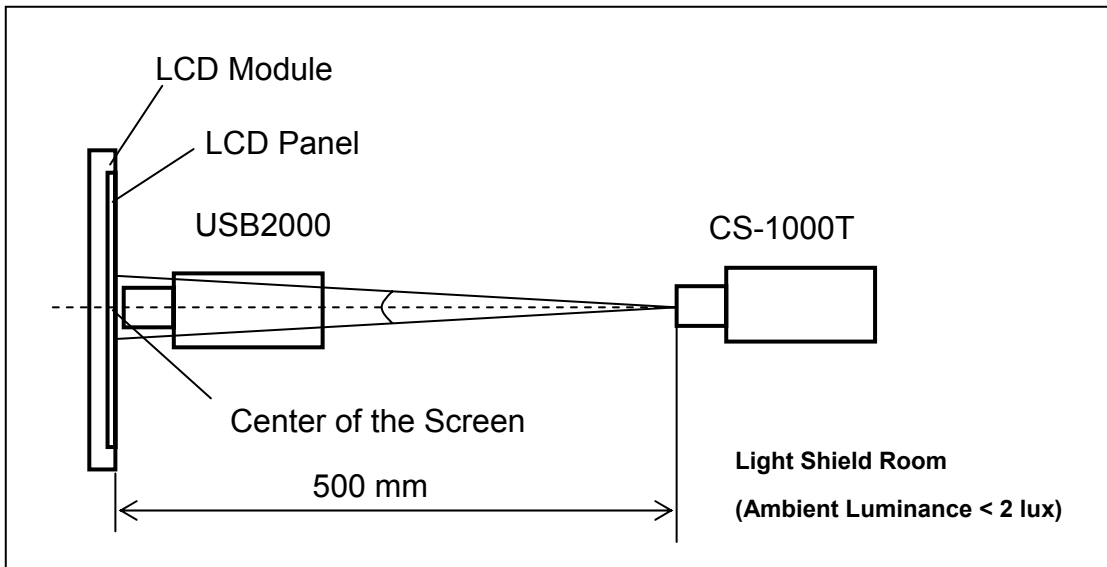 LCD Module
LCD Panel
USB2000
CS-1000T
Center of the Screen
500 mm
Light Shield Room
(Ambient Luminance < 2 lux)